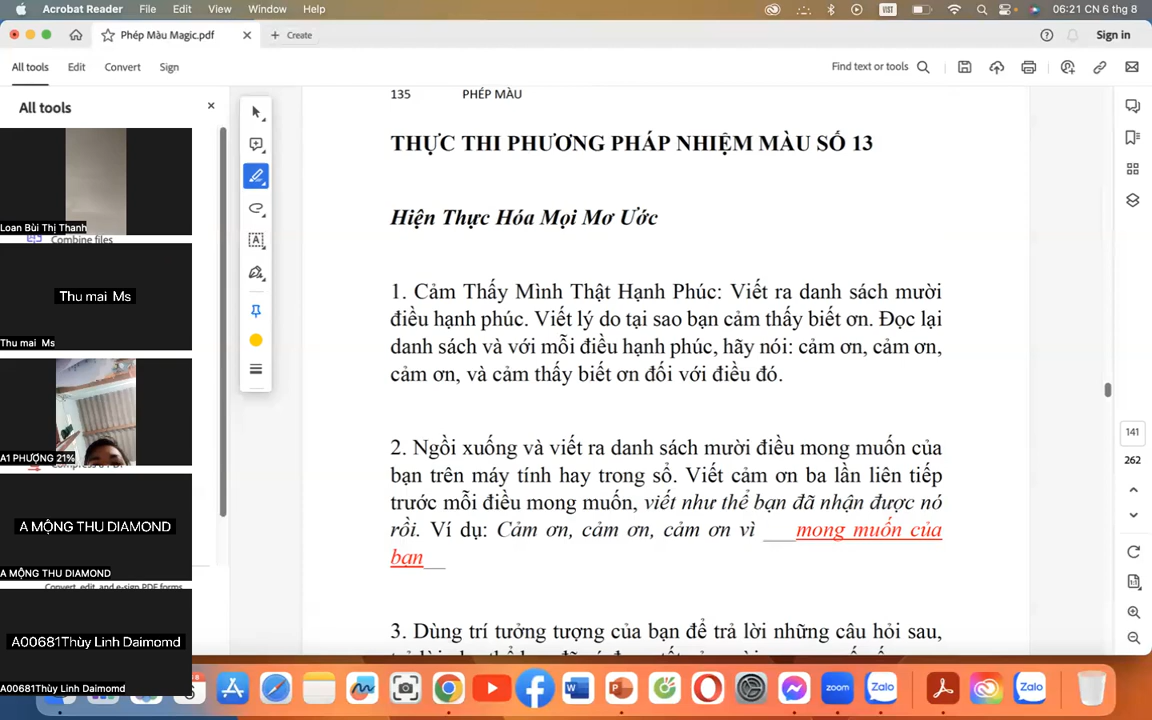 Acrobat Reader File Edit View Window Help VIST 06:21 CN 6 thg 8
Phép Màu Magic.pdf Create Sign in
All tools Edit Convert Sign Find text or tools
All tools
Loan Bùi Thị Thanh
Combine files
Thu mai Ms
Thu mai Ms
A1 PHƯỢNG 21%
A MỘNG THU DIAMOND
A MỘNG THU DIAMOND
Convert, edit, and e-sign PDF forms
A00681Thùy Linh Daimomd
A00681Thùy Linh Daimomd
135 PHÉP MÀU
THỰC THI PHƯƠNG PHÁP NHIỆM MÀU SỐ 13
Hiện Thực Hóa Mọi Mơ Ước
1. Cảm Thấy Mình Thật Hạnh Phúc: Viết ra danh sách mười
điều hạnh phúc. Viết lý do tại sao bạn cảm thấy biết ơn. Đọc lại
danh sách và với mỗi điều hạnh phúc, hãy nói: cảm ơn, cảm ơn,
cảm ơn, và cảm thấy biết ơn đối với điều đó.
2. Ngồi xuống và viết ra danh sách mười điều mong muốn của
bạn trên máy tính hay trong sổ. Viết cảm ơn ba lần liên tiếp
trước mỗi điều mong muốn, viết như thể bạn đã nhận được nó
rồi. Ví dụ: Cảm ơn, cảm ơn, cảm ơn vì ___mong muốn của
bạn__
3. Dùng trí tưởng tượng của bạn để trả lời những câu hỏi sau,
141
262
W P zoom Zalo Zalo